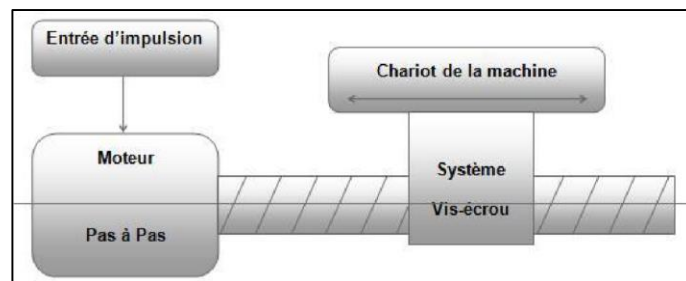 Entrée d'impulsion
Chariot de la machine
Moteur
Pas à Pas
Système
Vis-écrou